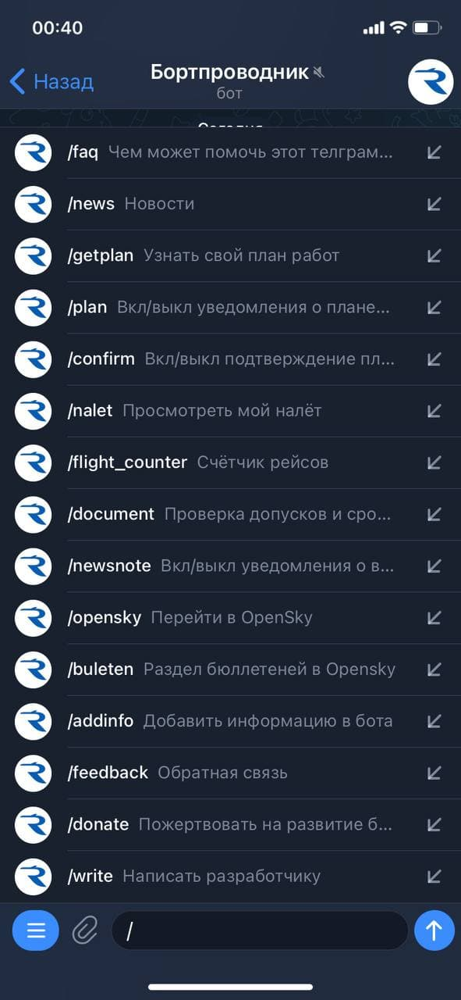 00:40
Назад
Бортпроводник
бот
Сегодня
/faq Чем может помочь этот телграм...
/news Новости
/getplan Узнать свой план работ
/plan Вкл/выкл уведомления о плане...
/confirm Вкл/выкл подтверждение пл...
/nalet Просмотреть мой налёт
/flight_counter Счётчик рейсов
/document Проверка допусков и сро...
/newsnote Вкл/выкл уведомления о в...
/opensky Перейти в OpenSky
/buleten Раздел бюллетеней в Opensky
/addinfo Добавить информацию в бота
/feedback Обратная связь
/donate Пожертвовать на развитие б...
/write Написать разработчику
/